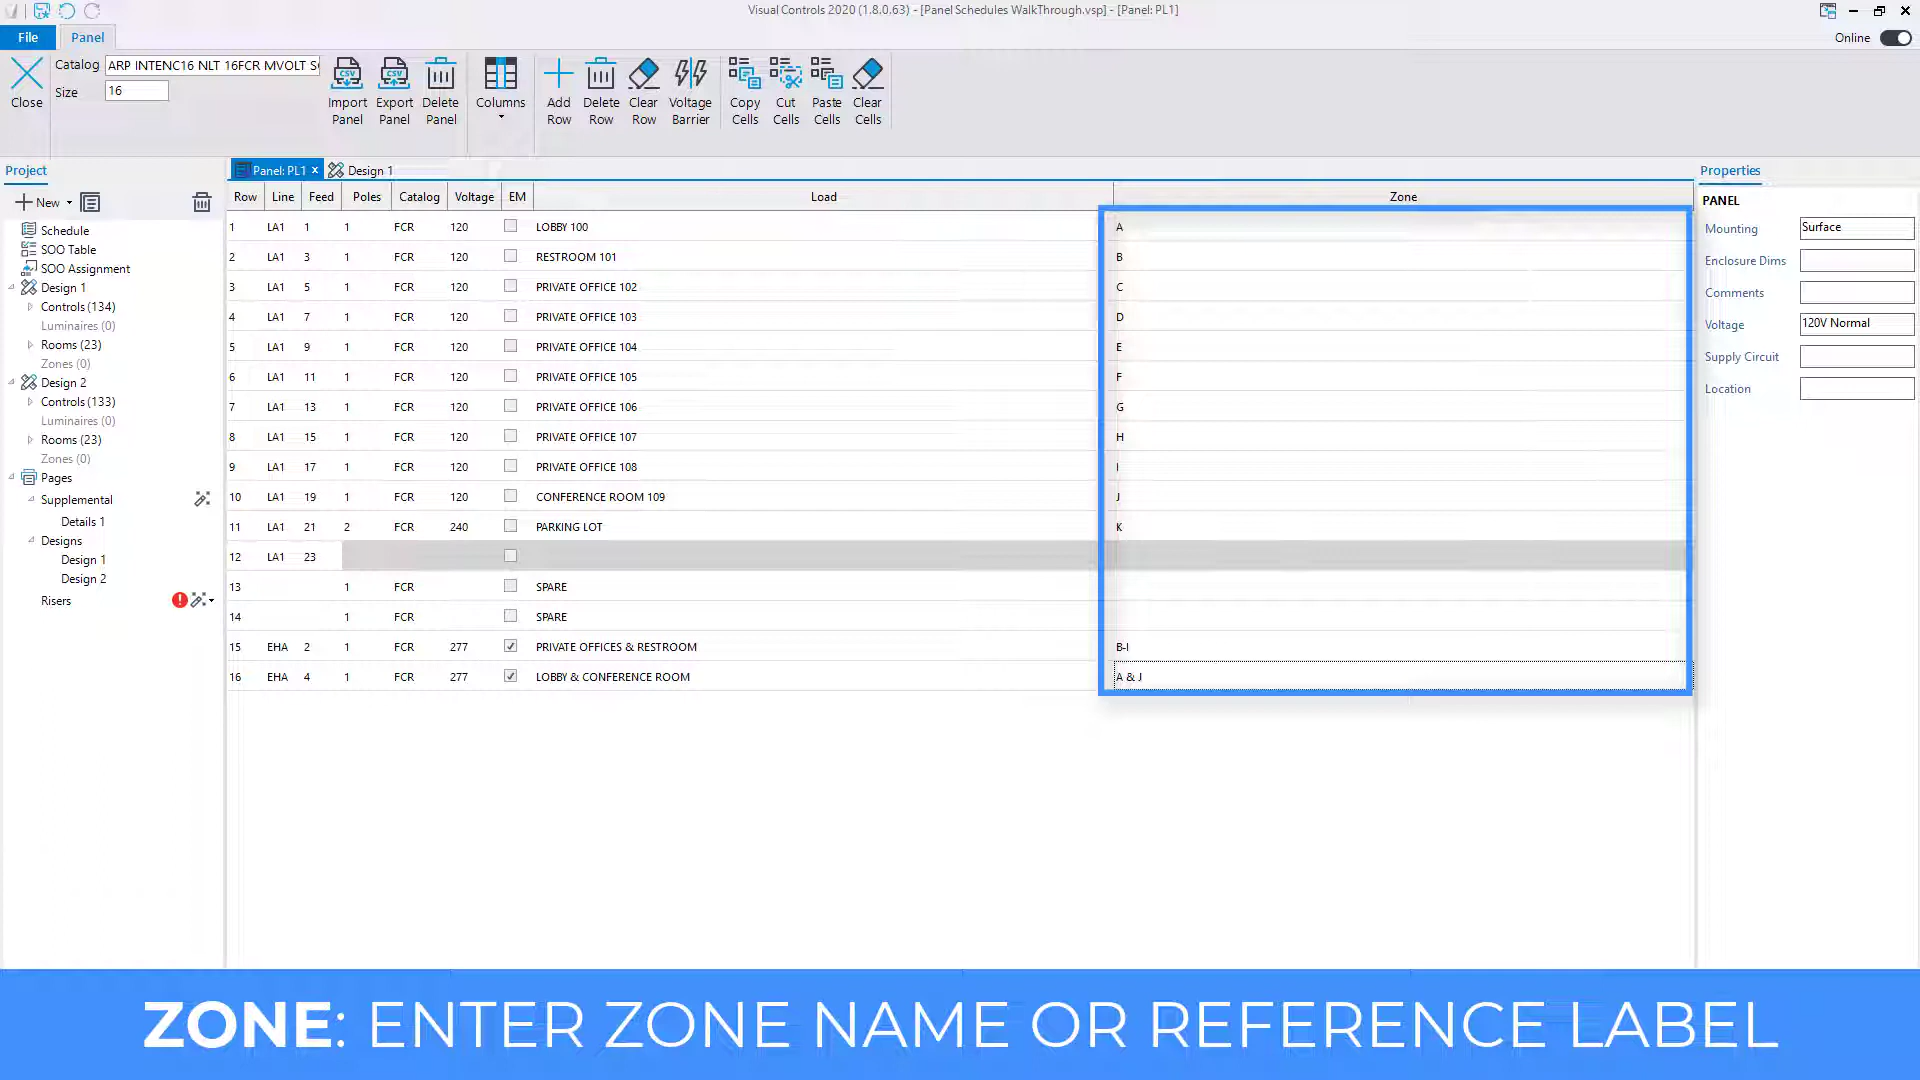 Visual Controls 2020 (1.8.0.63) - [Panel Schedules WalkThrough.vsp] - [Panel: PL1]
File Panel Online
Close Catalog ARP INTENC16 NLT 16FCR MVOLT S
Size 16
Import Panel Export Panel Delete Panel Columns Add Row Delete Row Clear Row Voltage Barrier Copy Cells Cut Cells Paste Cells Clear Cells
Project
New
Schedule
SOO Table
SOO Assignment
Design 1
Controls (134)
Luminaires (0)
Rooms (23)
Zones (0)
Design 2
Controls (133)
Luminaires (0)
Rooms (23)
Zones (0)
Pages
Supplemental
Details 1
Designs
Design 1
Design 2
Risers
Panel: PL1 x Design 1
Row Line Feed Poles Catalog Voltage EM Load Zone
1 LA1 1 1 FCR 120 LOBBY 100 A
2 LA1 3 1 FCR 120 RESTROOM 101 B
3 LA1 5 1 FCR 120 PRIVATE OFFICE 102 C
4 LA1 7 1 FCR 120 PRIVATE OFFICE 103 D
5 LA1 9 1 FCR 120 PRIVATE OFFICE 104 E
6 LA1 11 1 FCR 120 PRIVATE OFFICE 105 F
7 LA1 13 1 FCR 120 PRIVATE OFFICE 106 G
8 LA1 15 1 FCR 120 PRIVATE OFFICE 107 H
9 LA1 17 1 FCR 120 PRIVATE OFFICE 108 I
10 LA1 19 1 FCR 120 CONFERENCE ROOM 109 J
11 LA1 21 2 FCR 240 PARKING LOT K
12 LA1 23
13 1 FCR SPARE
14 1 FCR SPARE
15 EHA 2 1 FCR 277 PRIVATE OFFICES & RESTROOM B-I
16 EHA 4 1 FCR 277 LOBBY & CONFERENCE ROOM A & J
Properties
PANEL
Mounting Surface
Enclosure Dims
Comments
Voltage 120V Normal
Supply Circuit
Location
ZONE: ENTER ZONE NAME OR REFERENCE LABEL